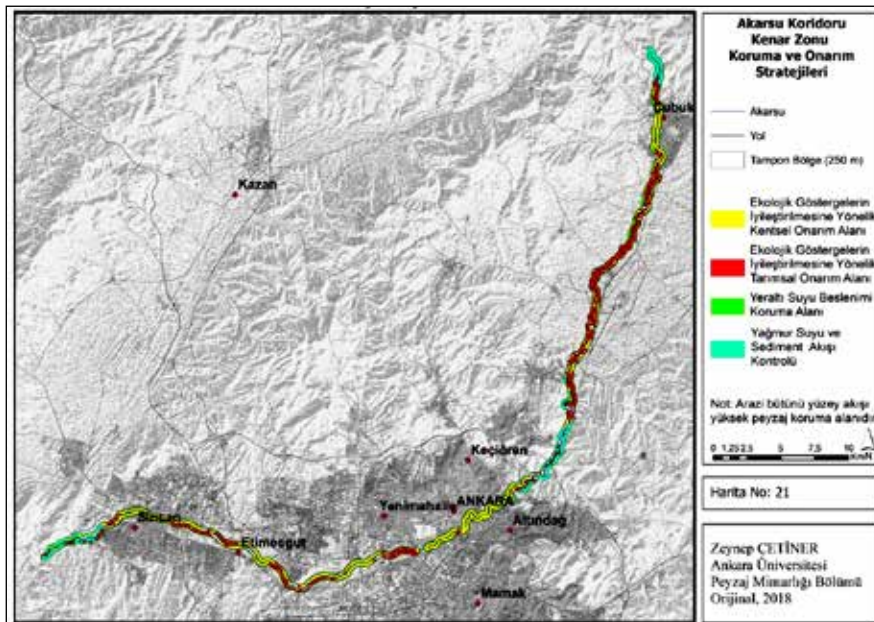 Akarsu Koridoru
Kenar Zonu
Koruma ve Onarım
Stratejileri
Akarsu
Yol
Tampon Bölge (250 m)
Ekolojik Göstergelerin
İyileştirilmesine Yönelik
Kentsel Onarım Alanı
Ekolojik Göstergelerin
İyileştirilmesine Yönelik
Tarımsal Onarım Alanı
Yeraltı Suyu Beslenimi
Koruma Alanı
Yağmur Suyu ve
Sediment Akışı
Kontrolü
Not: Arazi bütünü yüzey akışı
yüksek peyzaj koruma alanıdır
0 1,25 2,5 5 7,5 10
Km
Harita No: 21
Zeynep ÇETİNER
Ankara Üniversitesi
Peyzaj Mimarlığı Bölümü
Orijinal, 2018
Çubuk
Kazan
Keçiören
Yenimahalle
ANKARA
Altındağ
Sincan
Etimesgut
Mamak